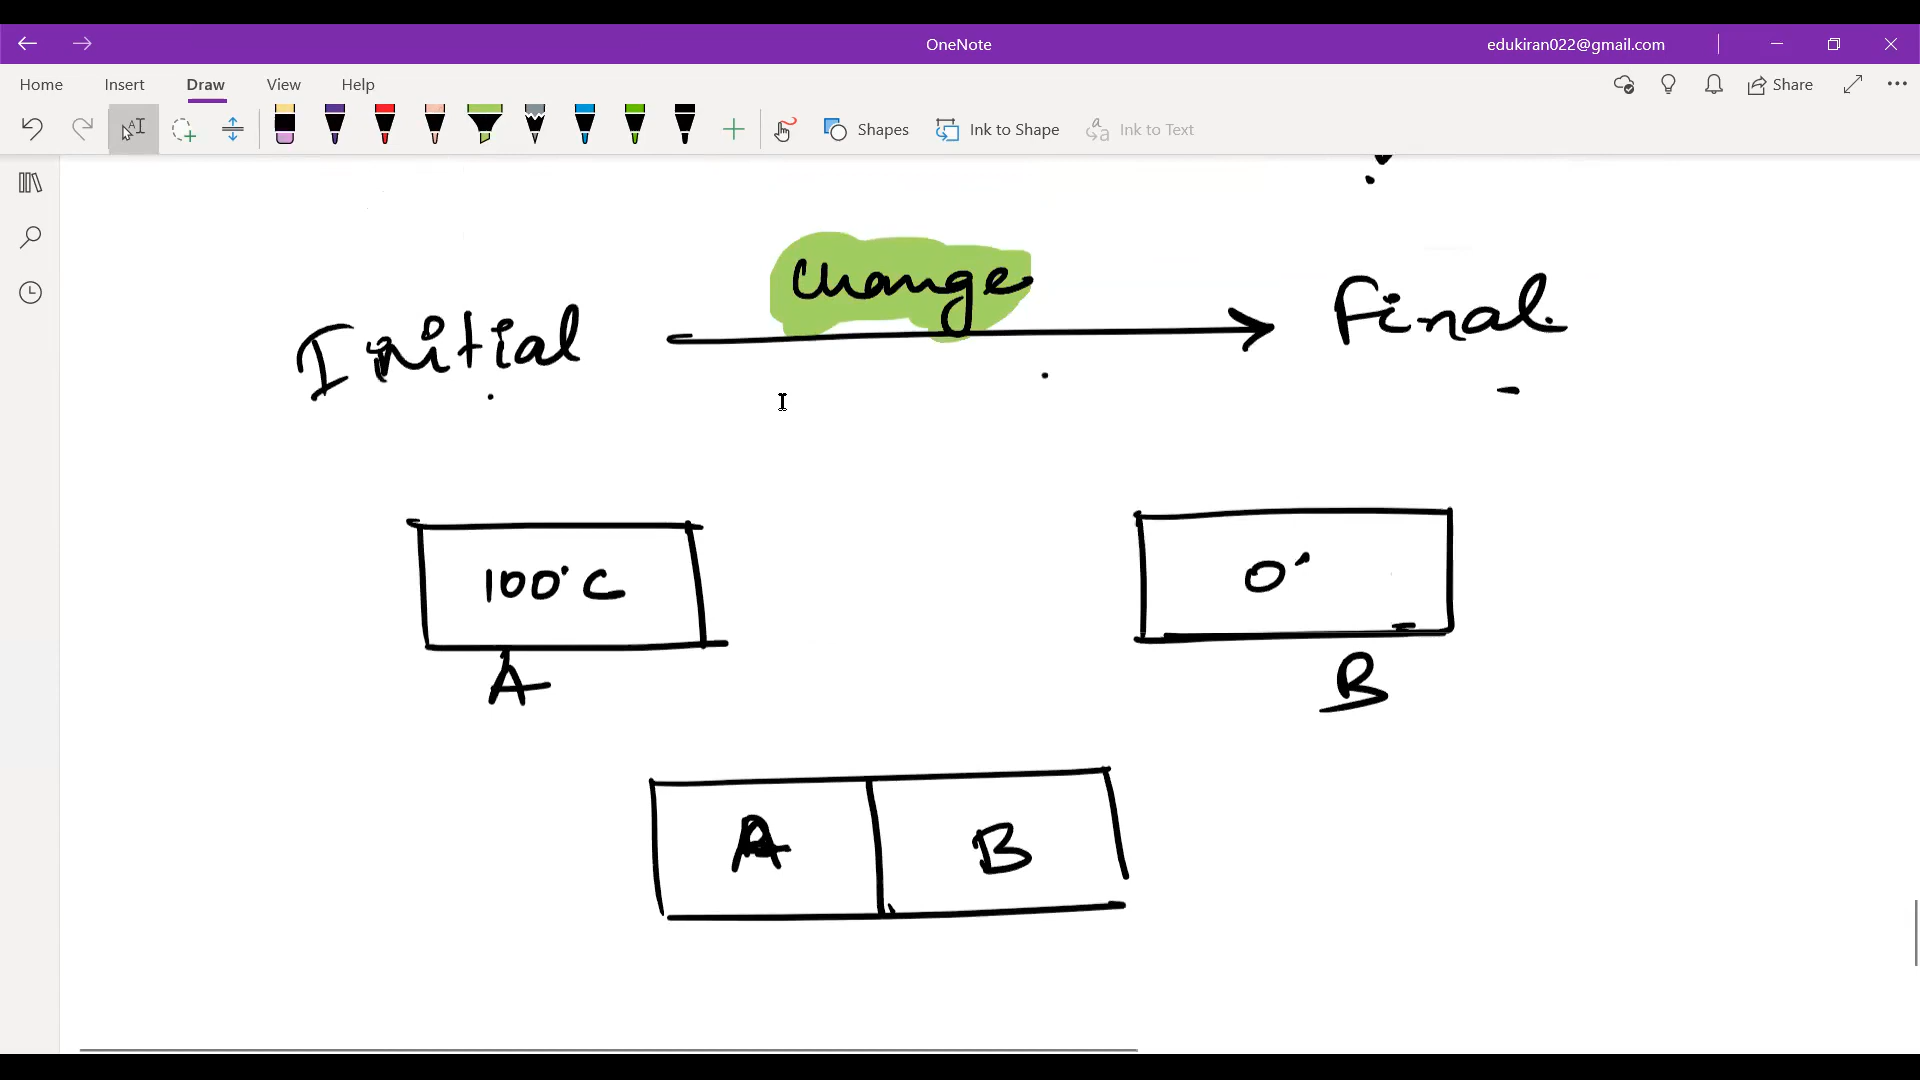 OneNote
edukiran022@gmail.com
Home Insert Draw View Help
Share
Shapes
Ink to Shape
Ink to Text
Change
Initial
Final
100°C
0°
A
B
A
B